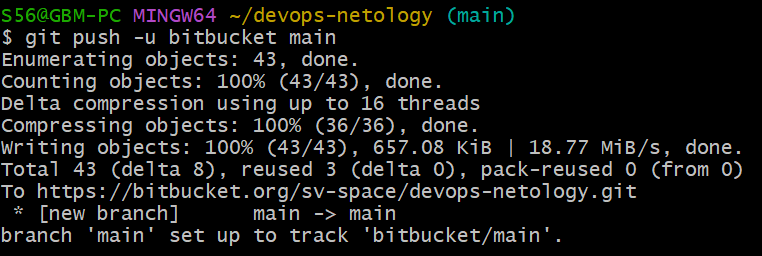 S56@GBM-PC MINGW64 ~/devops-netology (main)
$ git push -u bitbucket main
Enumerating objects: 43, done.
Counting objects: 100% (43/43), done.
Delta compression using up to 16 threads
Compressing objects: 100% (36/36), done.
Writing objects: 100% (43/43), 657.08 KiB | 18.77 MiB/s, done.
Total 43 (delta 8), reused 3 (delta 0), pack-reused 0 (from 0)
To https://bitbucket.org/sv-space/devops-netology.git
 * [new branch]      main -> main
branch 'main' set up to track 'bitbucket/main'.